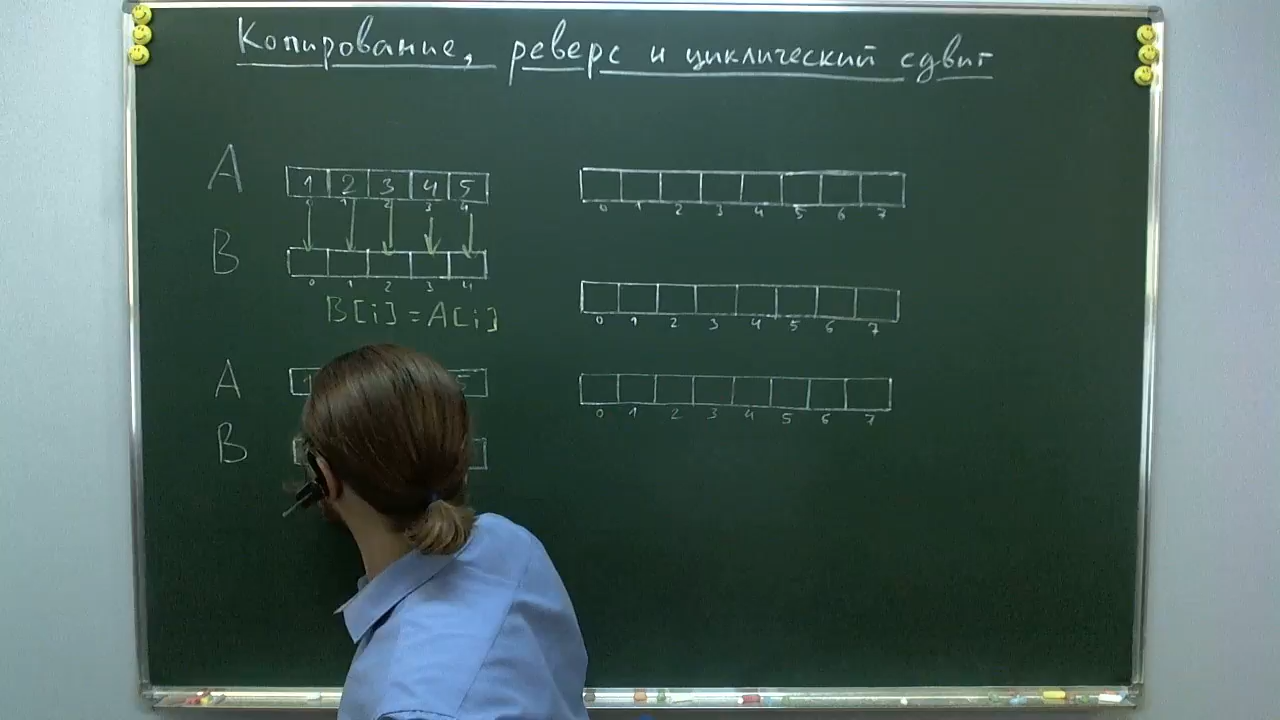 Копирование, реверс и циклический сдвиг
A 1 2 3 4 5
0 1 2 3 4
B
0 1 2 3 4
B[i]=A[i]
A 1 5
B
0 1 2 3 4 5 6 7
0 1 2 3 4 5 6 7
0 1 2 3 4 5 6 7